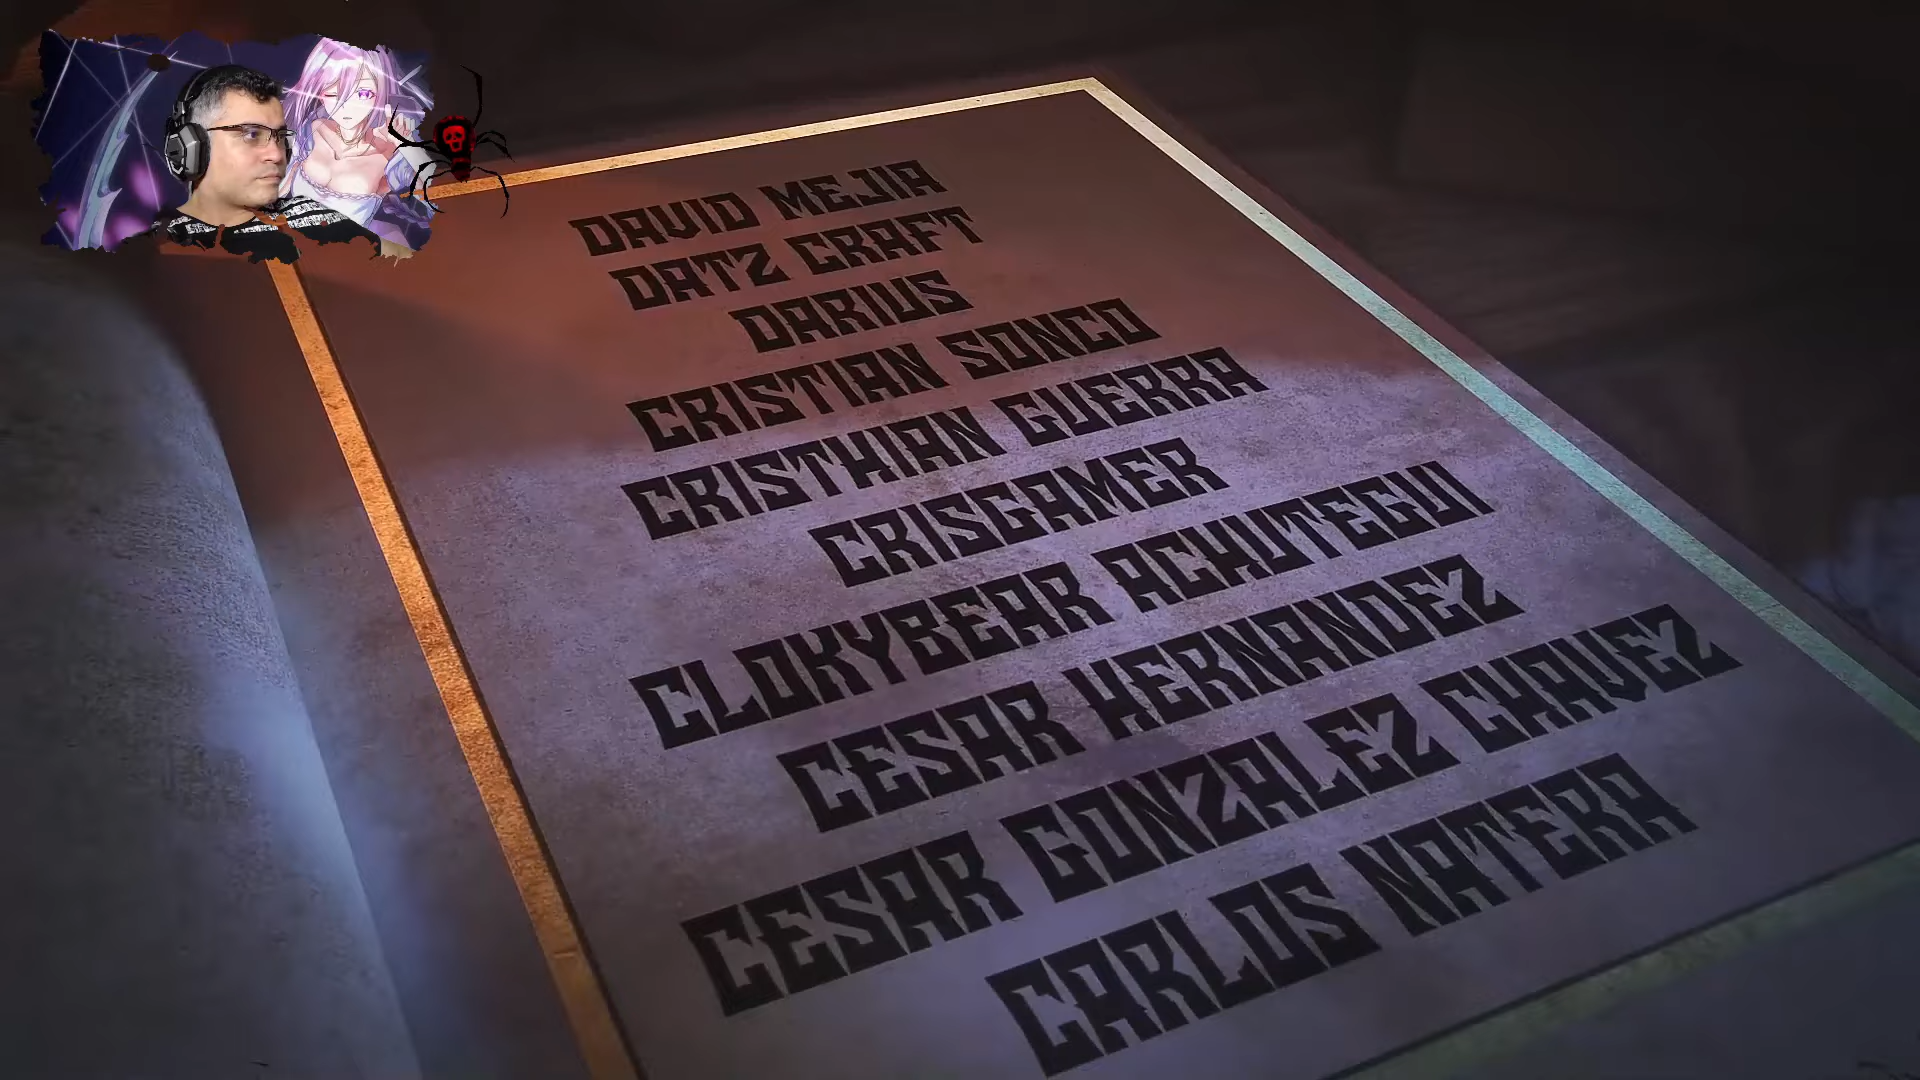 DAVID MEJIA
DATZ CRAFT
DARIUS
CRISTIAN SONCO
CRISTHIAN GUERRA
CRISGAMER
CLOKYBEAR ACHUTEGUI
CESAR HERNANDEZ
CESAR GONZALEZ CHAVEZ
CARLOS NATERA